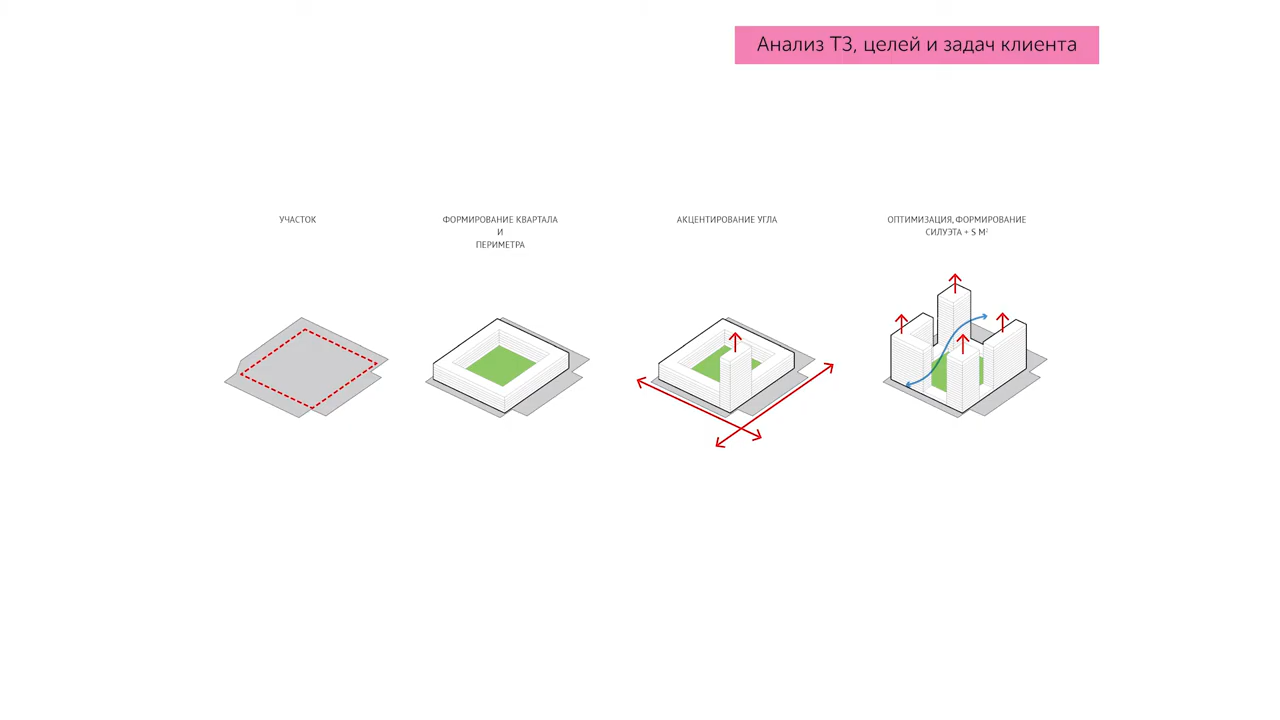 Анализ ТЗ, целей и задач клиента
УЧАСТОК
ФОРМИРОВАНИЕ КВАРТАЛА
И
ПЕРИМЕТРА
АКЦЕНТИРОВАНИЕ УГЛА
ОПТИМИЗАЦИЯ, ФОРМИРОВАНИЕ
СИЛУЭТА + S М²